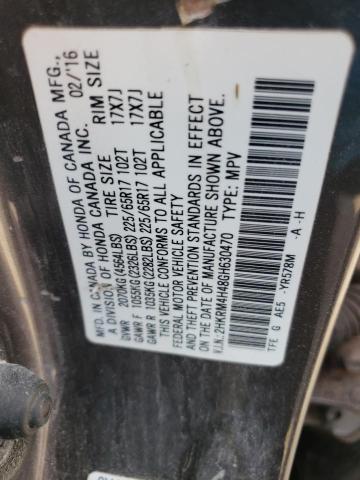 MFD. IN CANADA BY HONDA OF CANADA MFG.,
A DIVISION OF HONDA CANADA INC. 02/'16
TIRE SIZE RIM SIZE
GVWR 2070KG (4564LBS)
GAWR F 1055KG (2326LBS) 225/65R17 102T 17X7J
GAWR R 1035KG (2282LBS) 225/65R17 102T 17X7J
THIS VEHICLE CONFORMS TO ALL APPLICABLE
FEDERAL MOTOR VEHICLE SAFETY
AND THEFT PREVENTION STANDARDS IN EFFECT
ON THE DATE OF MANUFACTURE SHOWN ABOVE.
V.I.N.:2HKRM4H48GH630470 TYPE: MPV
TFE G AE5 -YR578M -A -H